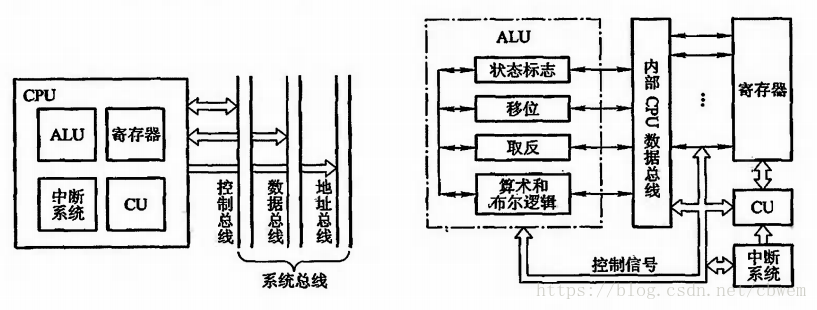 CPU
ALU
寄存器
中断
系统
CU
控制总线
数据总线
地址总线
系统总线
ALU
状态标志
移位
取反
算术和
布尔逻辑
内部CPU数据总线
…
寄存器
CU
中断
系统
控制信号
https://blog.csdn.net/cbwem